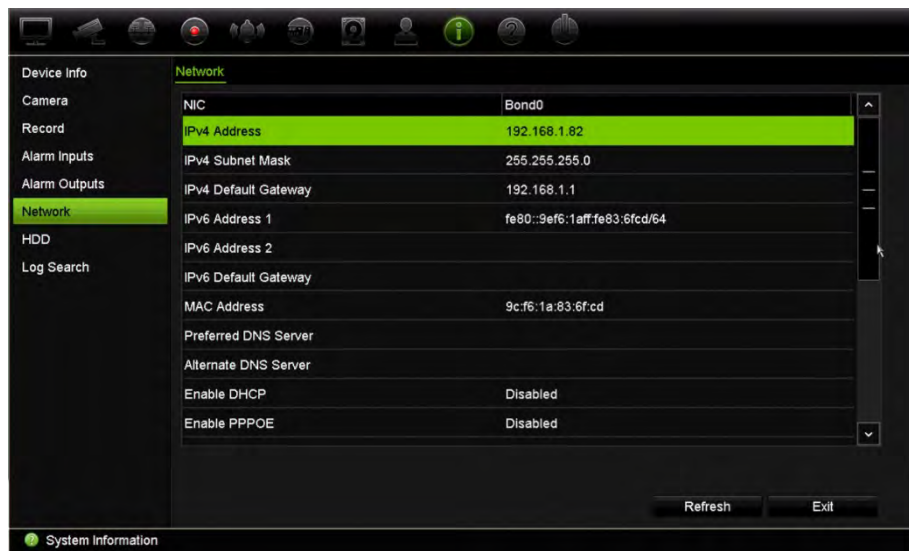 Device Info
Camera
Record
Alarm Inputs
Alarm Outputs
Network
HDD
Log Search
Network
NIC Bond0
IPv4 Address 192.168.1.82
IPv4 Subnet Mask 255.255.255.0
IPv4 Default Gateway 192.168.1.1
IPv6 Address 1 fe80::9ef6:1aff:fe83:6fcd/64
IPv6 Address 2
IPv6 Default Gateway
MAC Address 9c:f6:1a:83:6f:cd
Preferred DNS Server
Alternate DNS Server
Enable DHCP Disabled
Enable PPPOE Disabled
Refresh Exit
System Information